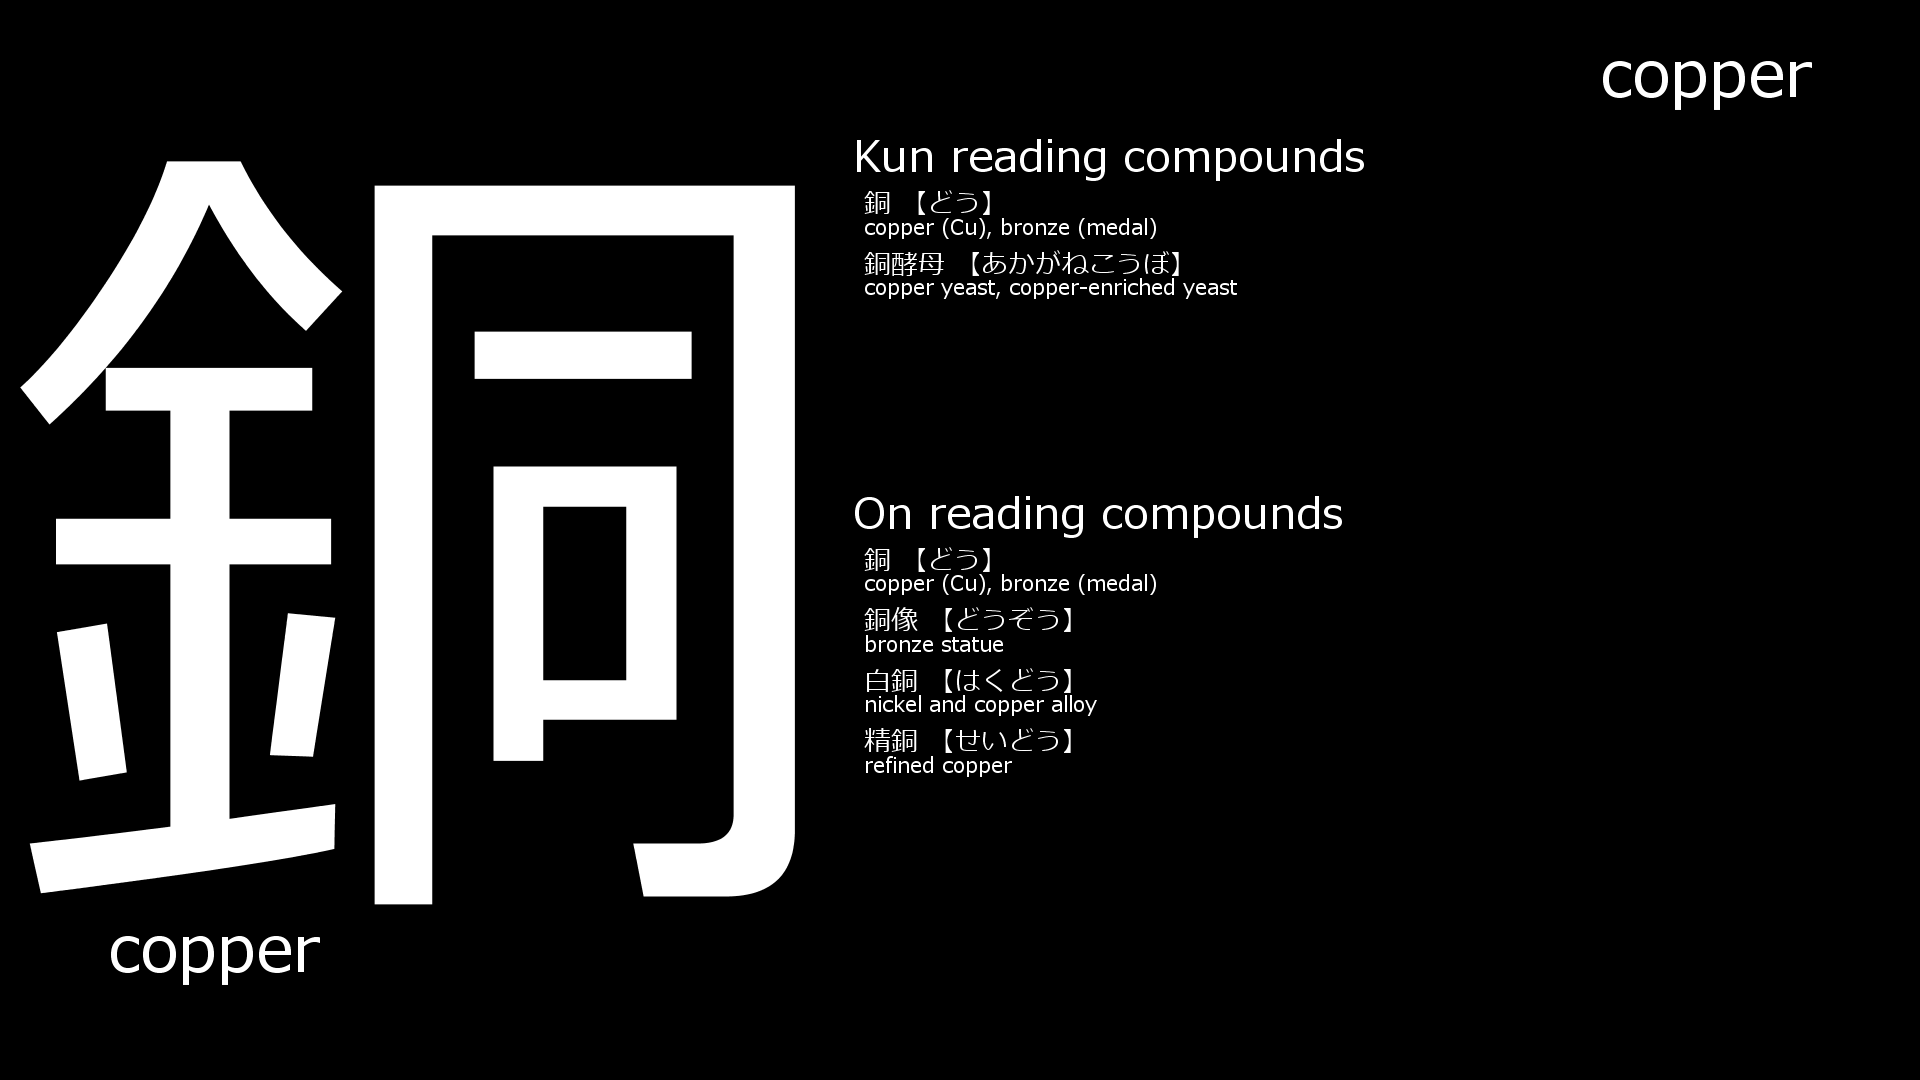 copper
銅
copper
Kun reading compounds
銅 【どう】
copper (Cu), bronze (medal)
銅酵母 【あかがねこうぼ】
copper yeast, copper-enriched yeast
On reading compounds
銅 【どう】
copper (Cu), bronze (medal)
銅像 【どうぞう】
bronze statue
白銅 【はくどう】
nickel and copper alloy
精銅 【せいどう】
refined copper